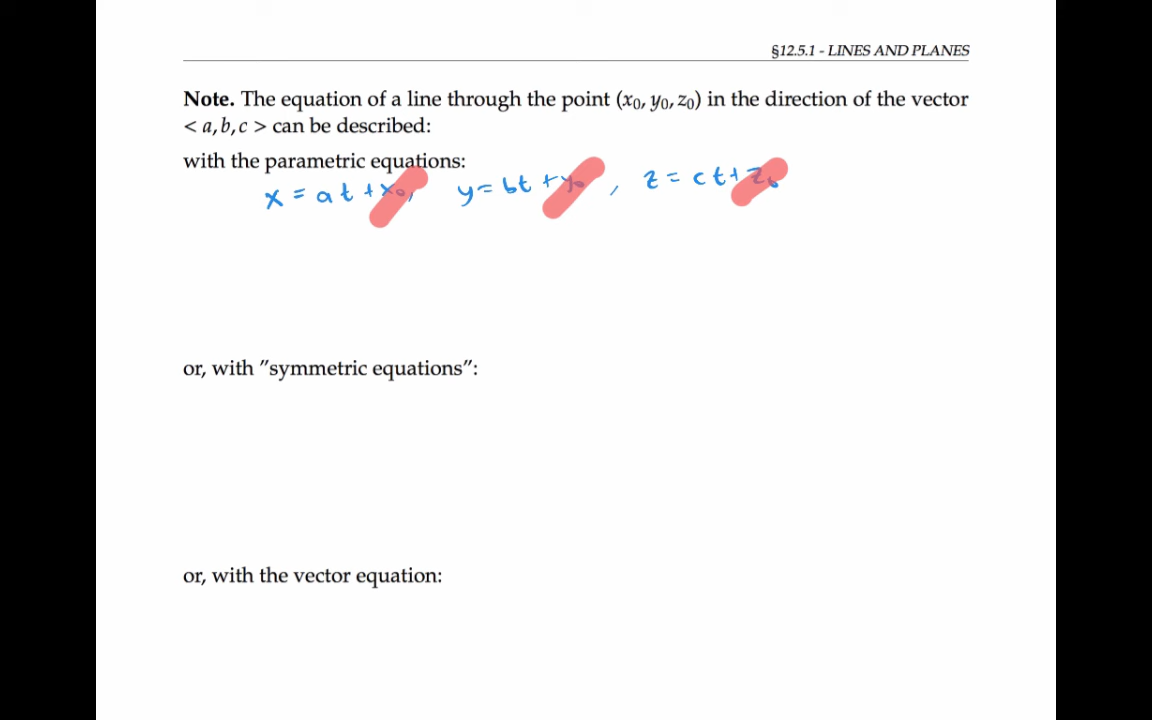 §12.5.1 - LINES AND PLANES
Note. The equation of a line through the point (x₀, y₀, z₀) in the direction of the vector
< a, b, c > can be described:
with the parametric equations:
x = at + x₀, y = bt + y₀ , z = ct + z₀
or, with "symmetric equations":
or, with the vector equation: